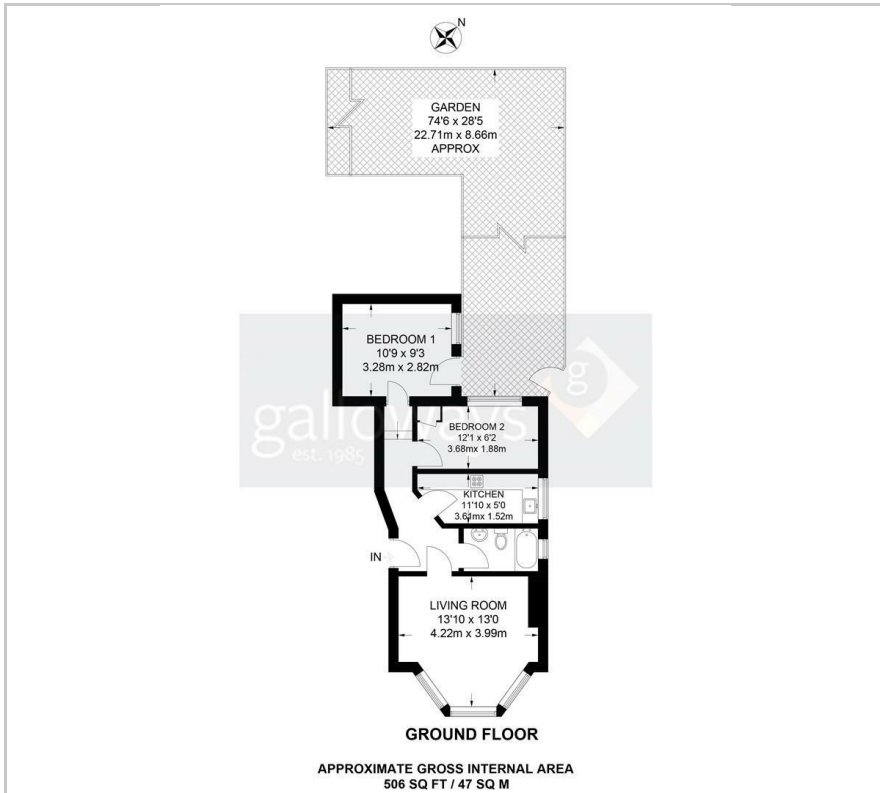 N
GARDEN
74'6 x 28'5
22.71m x 8.66m
APPROX
BEDROOM 1
10'9 x 9'3
3.28m x 2.82m
galloways
est. 1985
g
BEDROOM 2
12'1 x 6'2
3.68mx 1.88m
KITCHEN
11'10 x 5'0
3.61mx 1.52m
IN
LIVING ROOM
13'10 x 13'0
4.22m x 3.99m
GROUND FLOOR
APPROXIMATE GROSS INTERNAL AREA
506 SQ FT / 47 SQ M